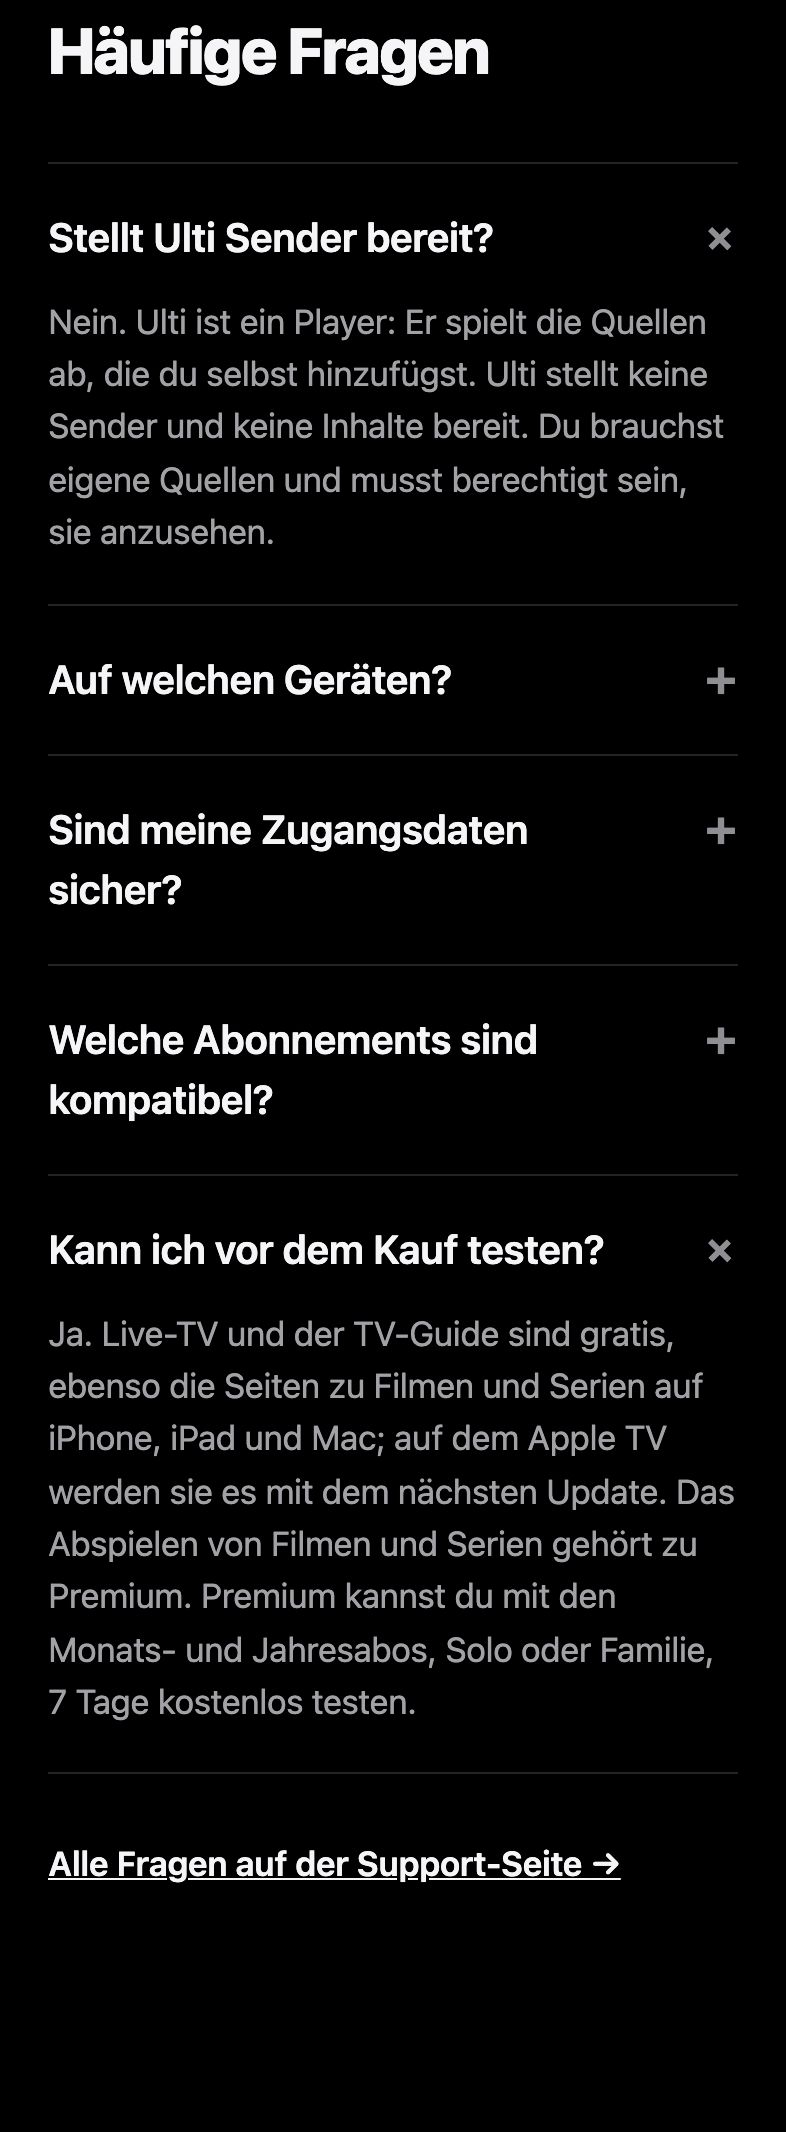 Häufige Fragen
Stellt Ulti Sender bereit?
Nein. Ulti ist ein Player: Er spielt die Quellen
ab, die du selbst hinzufügst. Ulti stellt keine
Sender und keine Inhalte bereit. Du brauchst
eigene Quellen und musst berechtigt sein,
sie anzusehen.
Auf welchen Geräten?
Sind meine Zugangsdaten
sicher?
Welche Abonnements sind
kompatibel?
Kann ich vor dem Kauf testen?
Ja. Live-TV und der TV-Guide sind gratis,
ebenso die Seiten zu Filmen und Serien auf
iPhone, iPad und Mac; auf dem Apple TV
werden sie es mit dem nächsten Update. Das
Abspielen von Filmen und Serien gehört zu
Premium. Premium kannst du mit den
Monats- und Jahresabos, Solo oder Familie,
7 Tage kostenlos testen.
Alle Fragen auf der Support-Seite →